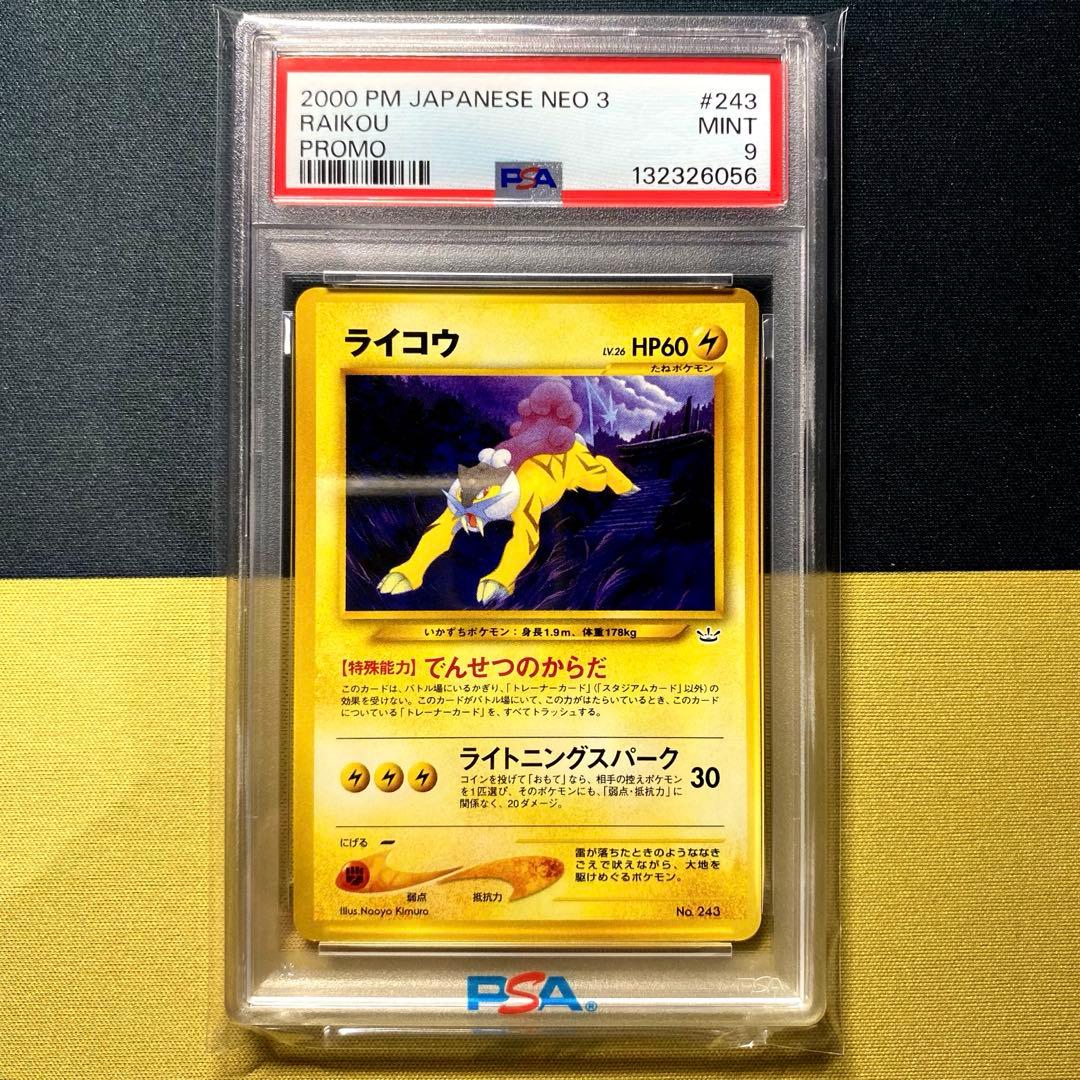 2000 PM JAPANESE NEO 3 #243
RAIKOU MINT
PROMO 9
PSA 132326056
ライコウ LV.26 HP60
たねポケモン
いかずちポケモン：身長1.9m、体重178kg
【特殊能力】でんせつのからだ
このカードは、バトル場にいるかぎり、「トレーナーカード」（「スタジアムカード」以外）の
効果を受けない。このカードがバトル場にいて、この力がはたらいているとき、このカード
についている「トレーナーカード」を、すべてトラッシュする。
ライトニングスパーク 30
コインを投げて「おもて」なら、相手の控えポケモン
を1匹選び、そのポケモンにも、「弱点・抵抗力」に
関係なく、20ダメージ。
にげる
弱点 抵抗力
雷が落ちたときのようななき
ごえで吠えながら、大地を
駆けめぐるポケモン。
Illus.Naoyo Kimura No. 243
PSA
PSA®